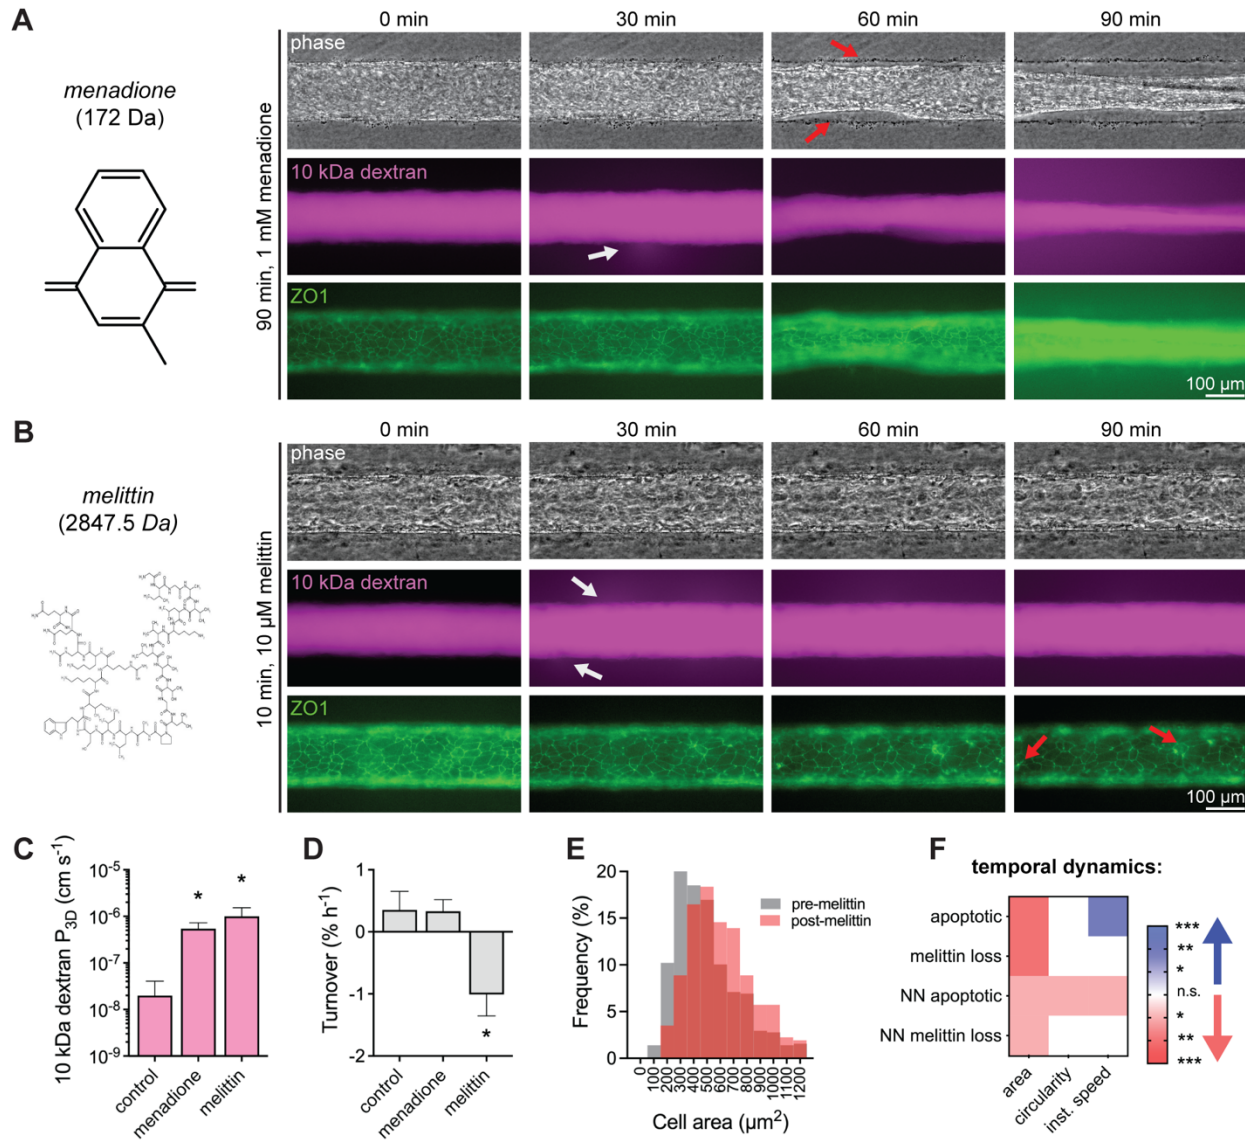 A
menadione
(172 Da)
90 min, 1 mM menadione
0 min
30 min
60 min
90 min
phase
10 kDa dextran
ZO1
100 µm
B
melittin
(2847.5 Da)
10 min, 10 µM melittin
0 min
30 min
60 min
90 min
phase
10 kDa dextran
ZO1
100 µm
C
10 kDa dextran P3D (cm s-1)
10-5
10-6
10-7
10-8
10-9
*
*
control
menadione
melittin
D
Turnover (% h-1)
1
0
-1
-2
*
control
menadione
melittin
E
Frequency (%)
20
15
10
5
0
pre-melittin
post-melittin
0
100
200
300
400
500
600
700
800
900
1000
1100
1200
Cell area (µm2)
F
temporal dynamics:
apoptotic
melittin loss
NN apoptotic
NN melittin loss
area
circularity
inst. speed
***
**
*
n.s.
*
**
***